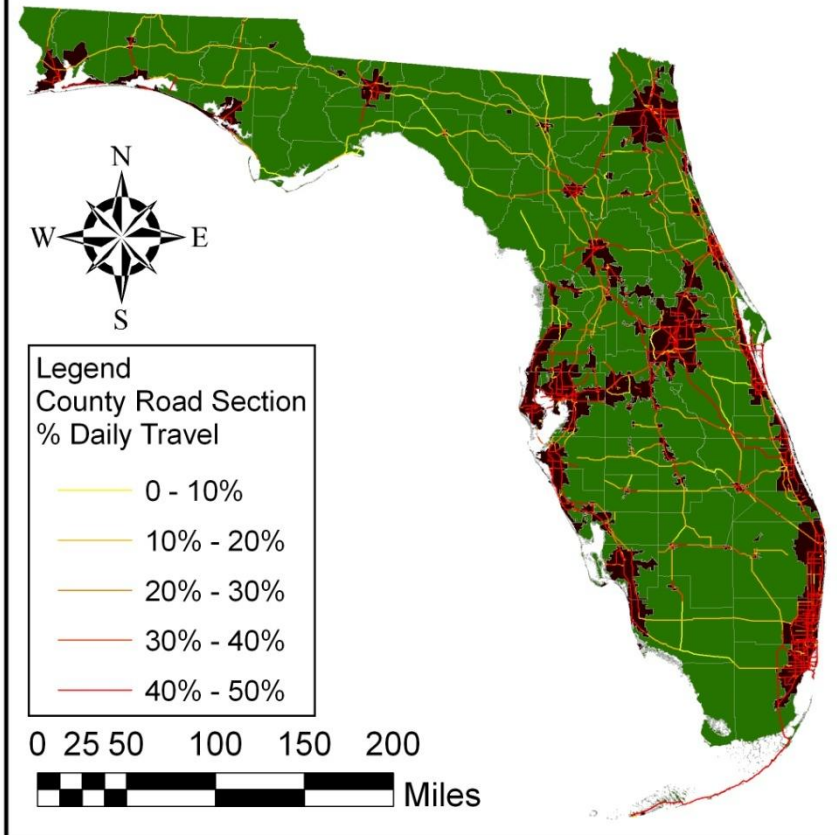 N
W E
S
Legend
County Road Section
% Daily Travel
0 - 10%
10% - 20%
20% - 30%
30% - 40%
40% - 50%
0 25 50 100 150 200
Miles